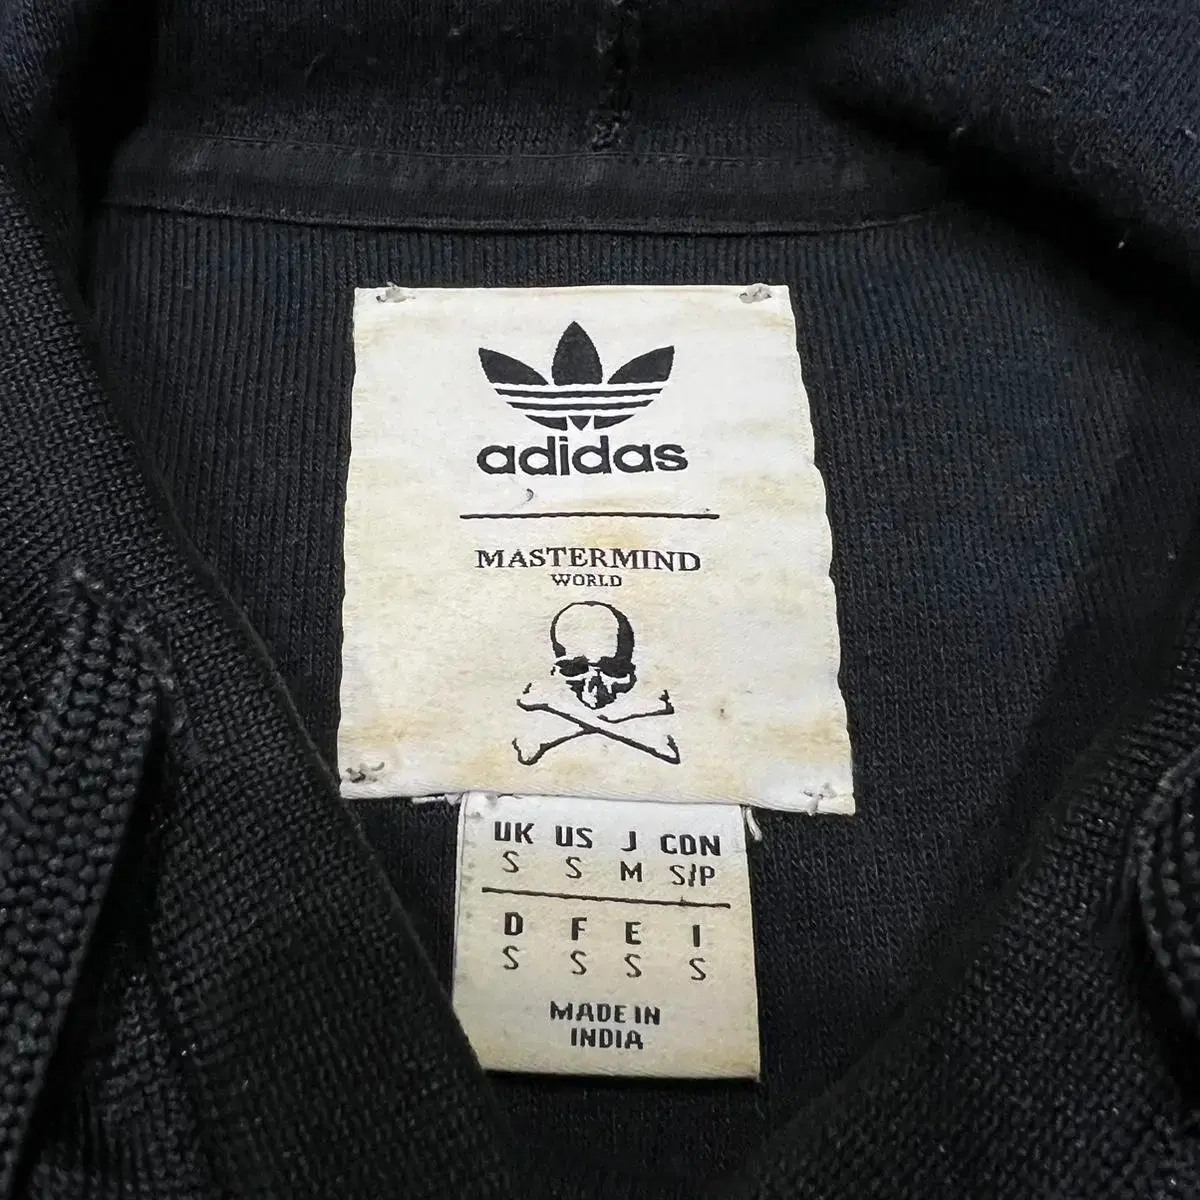 adidas
MASTERMIND
WORLD
UK US J CDN
S S M S/P
D F E I
S S S S
MADE IN
INDIA